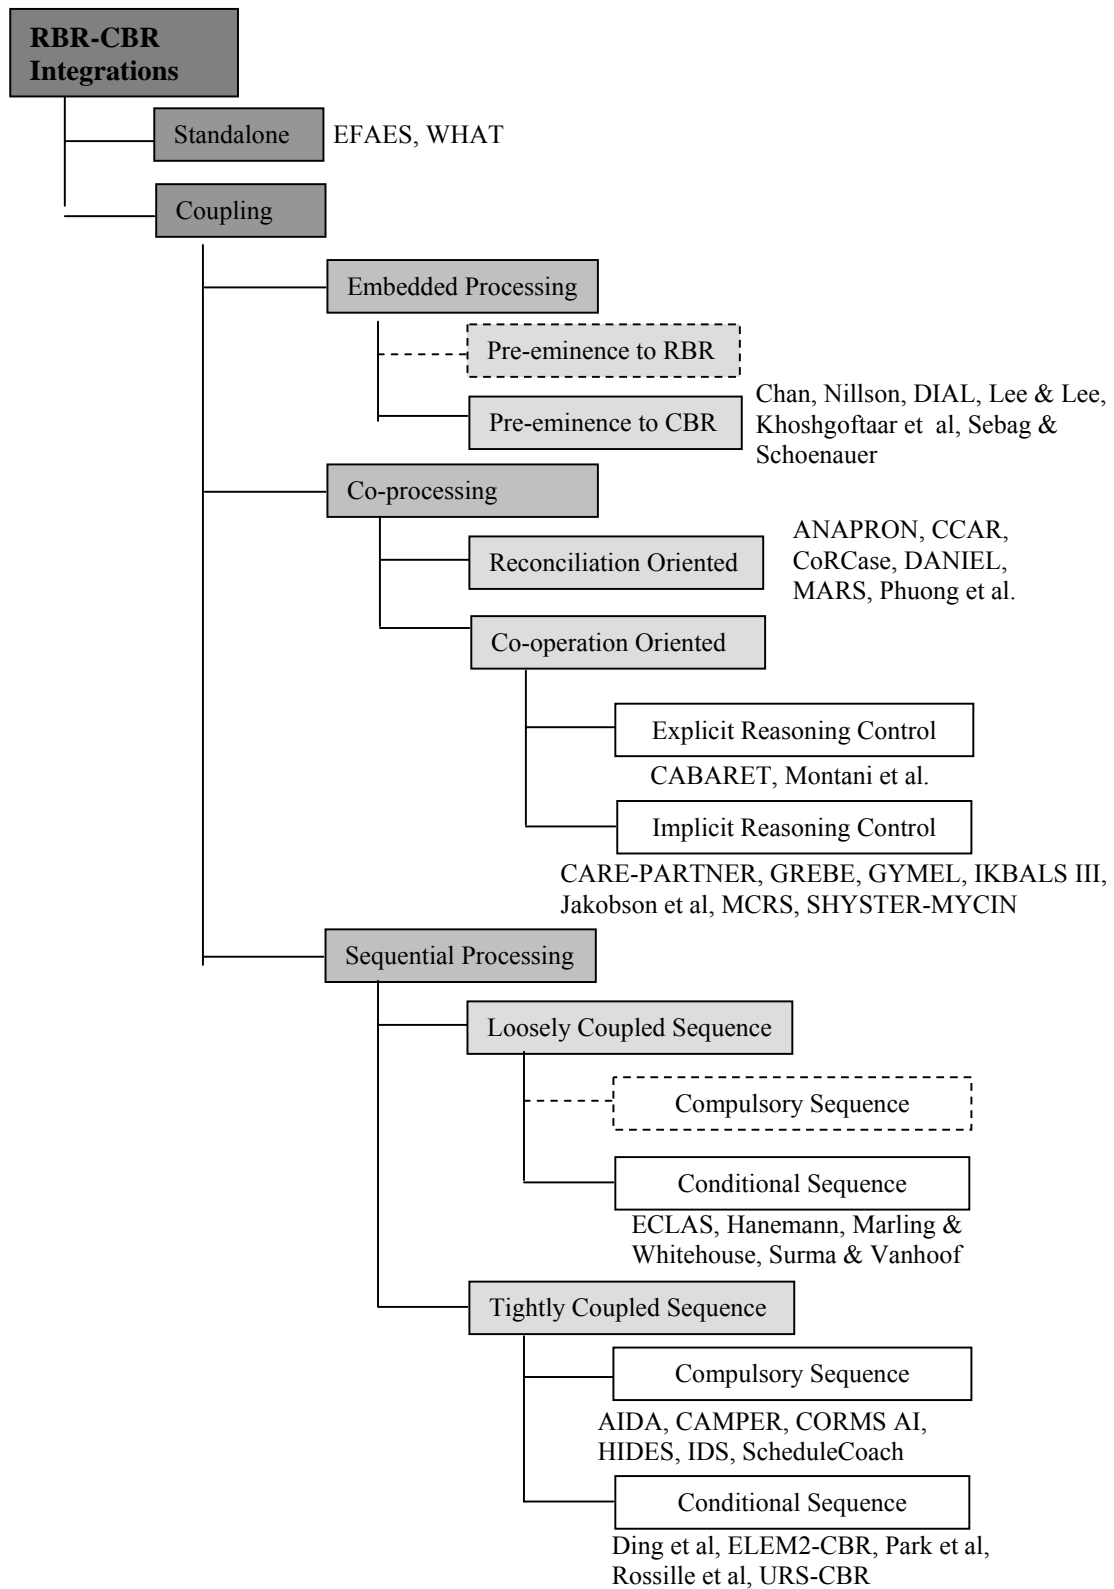 RBR-CBR
Integrations
Standalone
EFAES, WHAT
Coupling
Embedded Processing
Pre-eminence to RBR
Pre-eminence to CBR
Chan, Nillson, DIAL, Lee & Lee,
Khoshgoftaar et al, Sebag &
Schoenauer
Co-processing
Reconciliation Oriented
ANAPRON, CCAR,
CoRCase, DANIEL,
MARS, Phuong et al.
Co-operation Oriented
Explicit Reasoning Control
CABARET, Montani et al.
Implicit Reasoning Control
CARE-PARTNER, GREBE, GYMEL, IKBALS III,
Jakobson et al, MCRS, SHYSTER-MYCIN
Sequential Processing
Loosely Coupled Sequence
Compulsory Sequence
Conditional Sequence
ECLAS, Hanemann, Marling &
Whitehouse, Surma & Vanhoof
Tightly Coupled Sequence
Compulsory Sequence
AIDA, CAMPER, CORMS AI,
HIDES, IDS, ScheduleCoach
Conditional Sequence
Ding et al, ELEM2-CBR, Park et al,
Rossille et al, URS-CBR